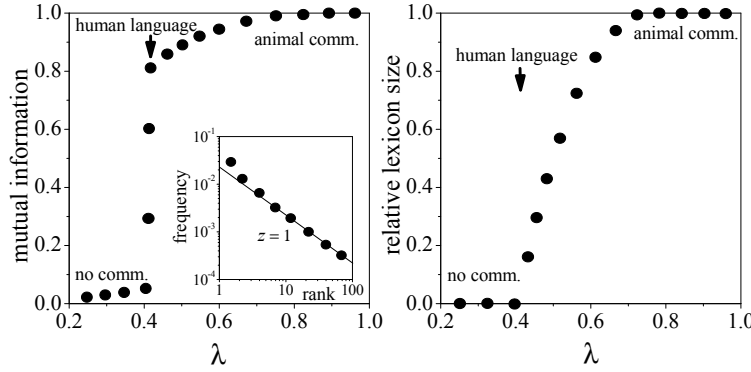 1.0
0.8
0.6
0.4
0.2
0.0
mutual information
human language
animal comm.
no comm.
10⁻¹
10⁻²
10⁻³
10⁻⁴
frequency
z = 1
1 10 100
rank
0.2 0.4 0.6 0.8 1.0
λ
1.0
0.8
0.6
0.4
0.2
0.0
relative lexicon size
animal comm.
human language
no comm.
0.2 0.4 0.6 0.8 1.0
λ